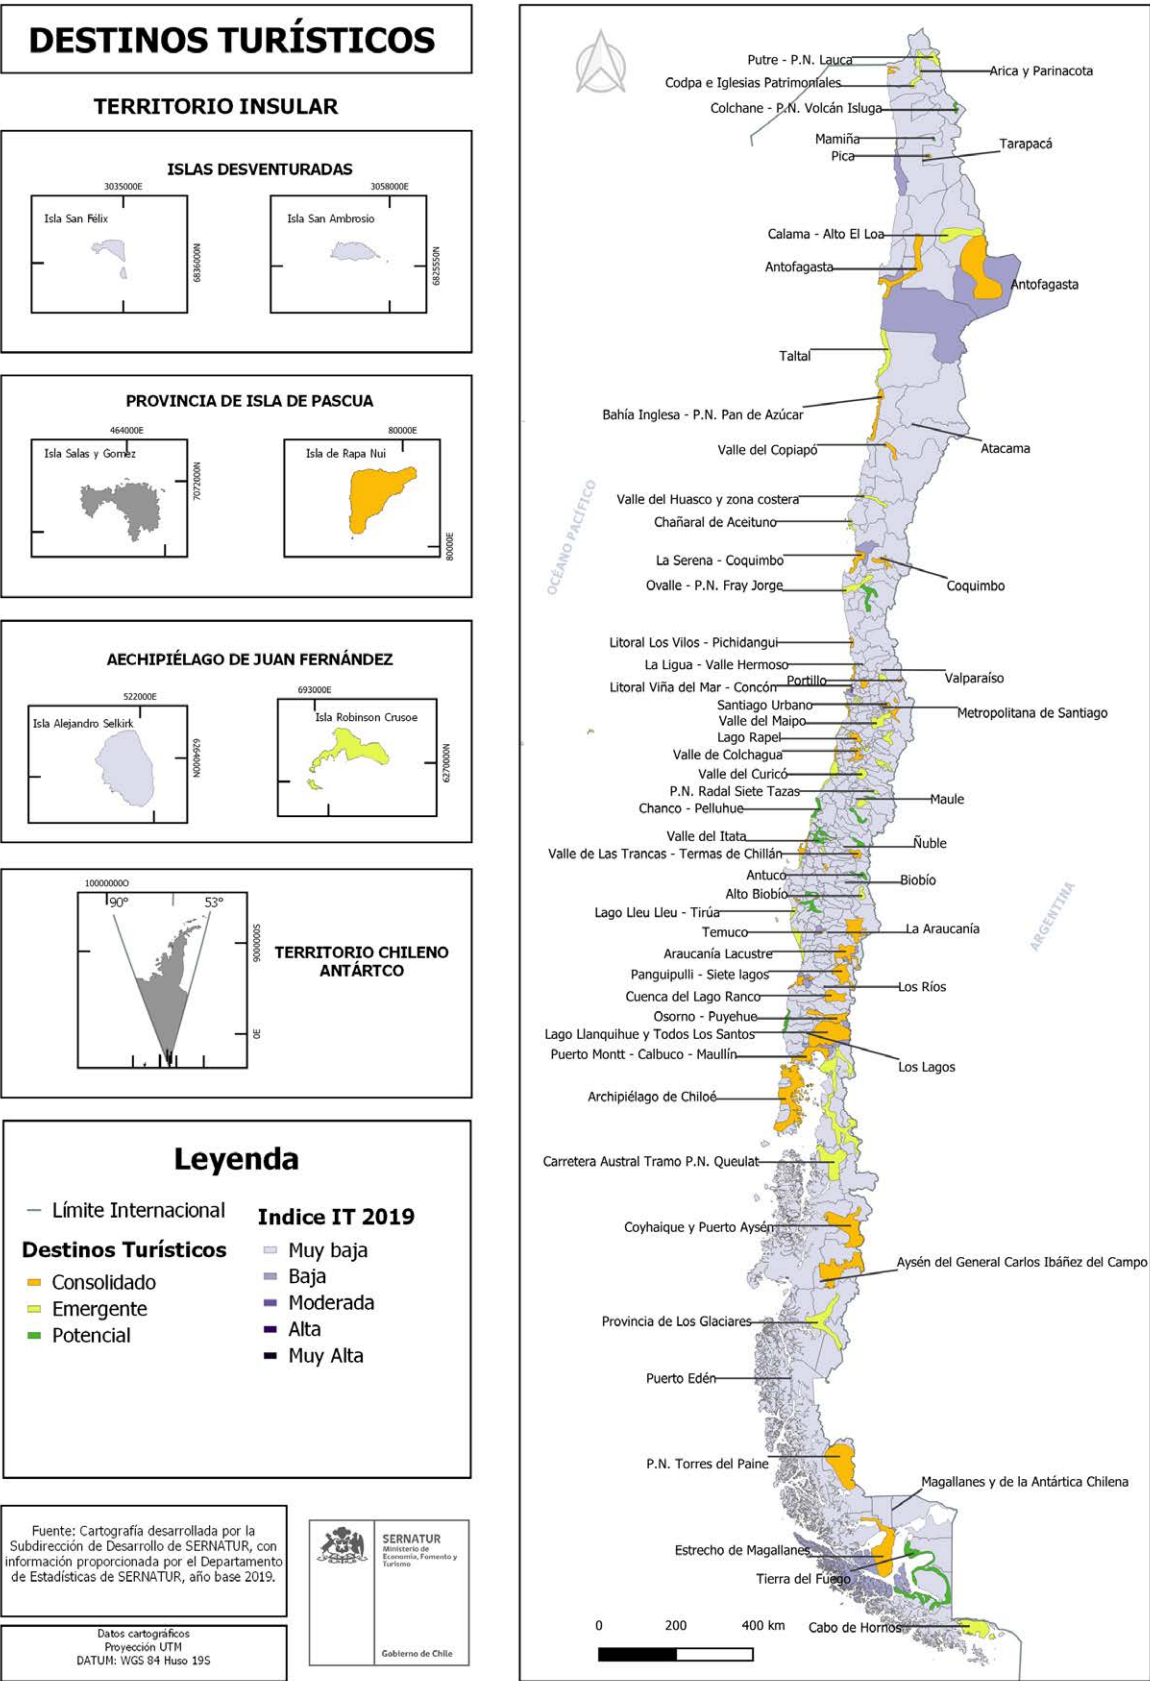 DESTINOS TURÍSTICOS
TERRITORIO INSULAR
ISLAS DESVENTURADAS
3035000E
3058000E
Isla San Félix
Isla San Ambrosio
6836000N
6825550N
PROVINCIA DE ISLA DE PASCUA
464000E
80000E
Isla Salas y Gomez
Isla de Rapa Nui
7072000N
80000E
AECHIPIÉLAGO DE JUAN FERNÁNDEZ
522000E
693000E
Isla Alejandro Selkirk
Isla Robinson Crusoe
6264000N
6270000N
10000000O
90°
53°
9000000S
0E
TERRITORIO CHILENO
ANTÁRTCO
Leyenda
Límite Internacional
Destinos Turísticos
Consolidado
Emergente
Potencial
Indice IT 2019
Muy baja
Baja
Moderada
Alta
Muy Alta
Fuente: Cartografía desarrollada por la
Subdirección de Desarrollo de SERNATUR, con
información proporcionada por el Departamento
de Estadísticas de SERNATUR, año base 2019.
Datos cartográficos
Proyección UTM
DATUM: WGS 84 Huso 19S
SERNATUR
Ministerio de
Economía, Fomento y
Turismo
Gobierno de Chile
Putre - P.N. Lauca
Arica y Parinacota
Codpa e Iglesias Patrimoniales
Colchane - P.N. Volcán Isluga
Mamiña
Tarapacá
Pica
Calama - Alto El Loa
Antofagasta
Antofagasta
Taltal
Bahía Inglesa - P.N. Pan de Azúcar
Atacama
Valle del Copiapó
OCÉANO PACÍFICO
Valle del Huasco y zona costera
Chañaral de Aceituno
La Serena - Coquimbo
Ovalle - P.N. Fray Jorge
Coquimbo
Litoral Los Vilos - Pichidangui
La Ligua - Valle Hermoso
Portillo
Valparaíso
Litoral Viña del Mar - Concón
Santiago Urbano
Metropolitana de Santiago
Valle del Maipo
Lago Rapel
Valle de Colchagua
Valle del Curicó
P.N. Radal Siete Tazas
Maule
Chanco - Pelluhue
Valle del Itata
Ñuble
Valle de Las Trancas - Termas de Chillán
Antuco
Biobío
Alto Biobío
ARGENTINA
Lago Lleu Lleu - Tirúa
Temuco
La Araucanía
Araucanía Lacustre
Panguipulli - Siete lagos
Los Ríos
Cuenca del Lago Ranco
Osorno - Puyehue
Lago Llanquihue y Todos Los Santos
Puerto Montt - Calbuco - Maullín
Los Lagos
Archipiélago de Chiloé
Carretera Austral Tramo P.N. Queulat
Coyhaique y Puerto Aysén
Aysén del General Carlos Ibáñez del Campo
Provincia de Los Glaciares
Puerto Edén
P.N. Torres del Paine
Magallanes y de la Antártica Chilena
Estrecho de Magallanes
Tierra del Fuego
Cabo de Hornos
0 200 400 km